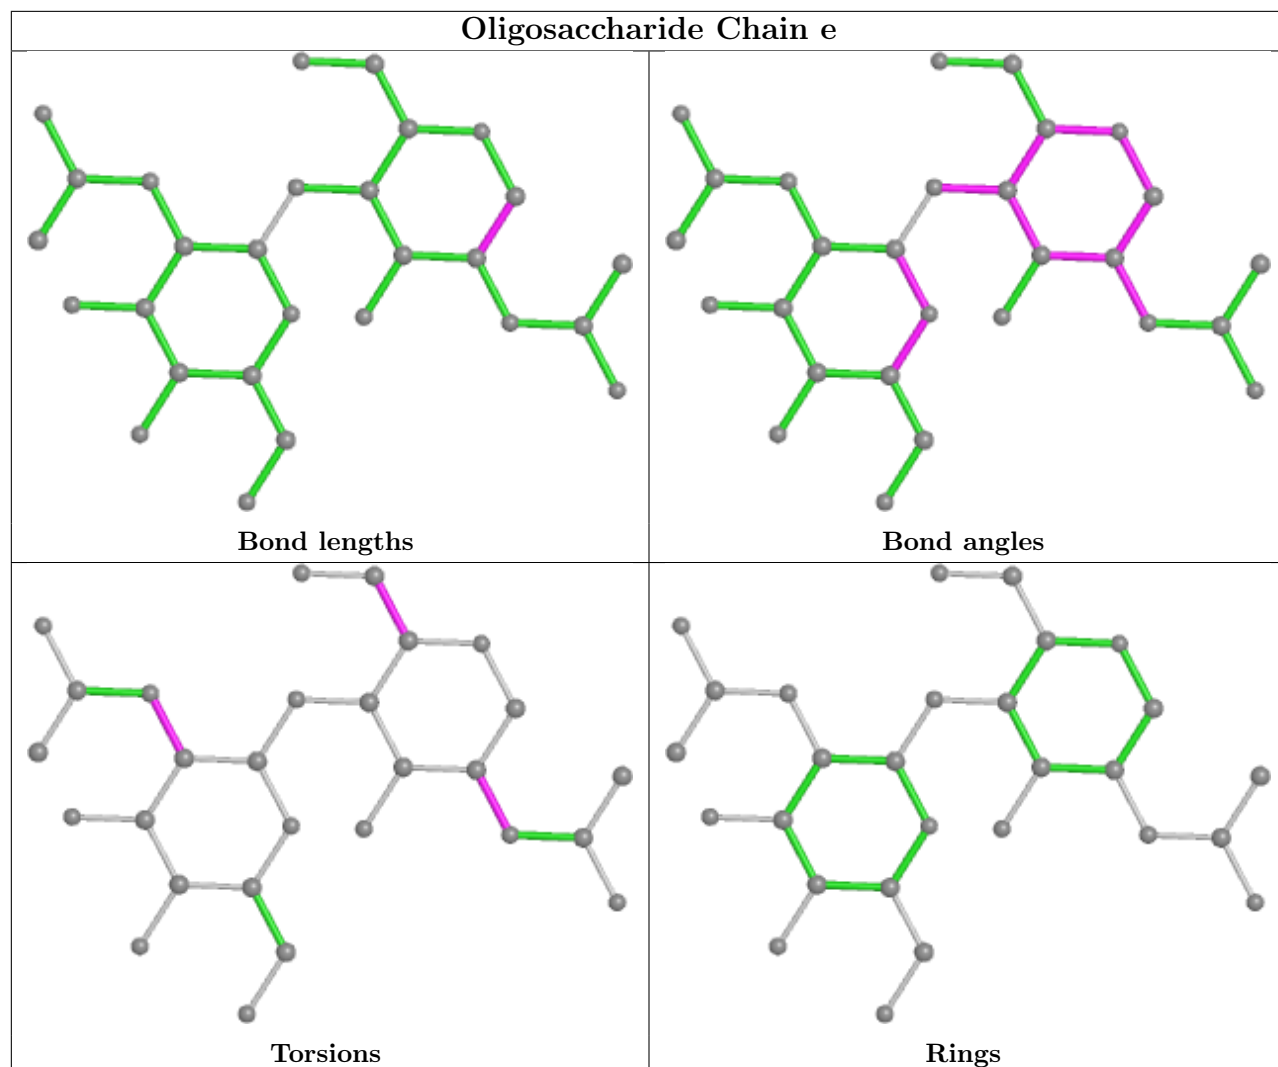 Oligosaccharide Chain e
Bond lengths
Bond angles
Torsions
Rings